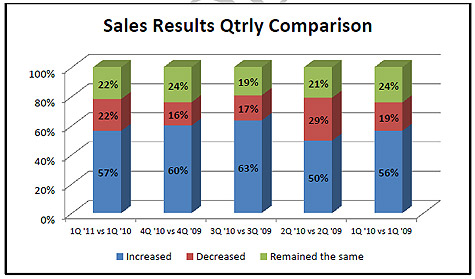 Sales Results Qtrly Comparison
100%
80%
60%
40%
20%
0%
22% 24% 19% 21% 24%
22% 16% 17% 29% 19%
57% 60% 63% 50% 56%
1Q '11 vs 1Q '10 4Q '10 vs 4Q '09 3Q '10 vs 3Q '09 2Q '10 vs 2Q '09 1Q '10 vs 1Q '09
Increased Decreased Remained the same